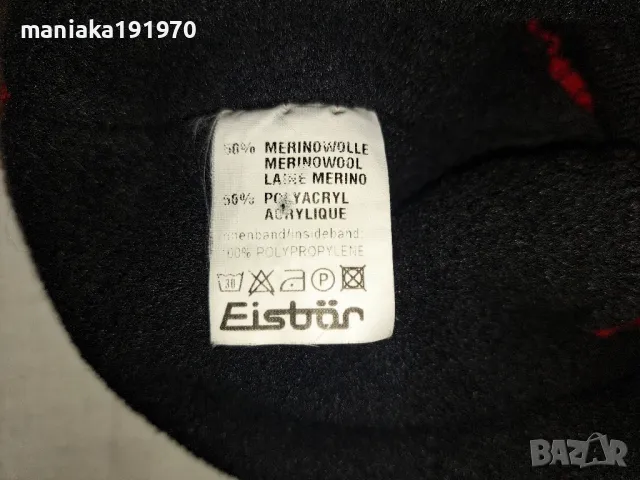 maniaka191970
50% MERINOWOLLE
MERINOWOOL
LAINE MERINO
50% POLYACRYL
ACRYLIQUE
Innenband/insideband:
100% POLYPROPYLENE
30 P
Eisbär
BAZAR